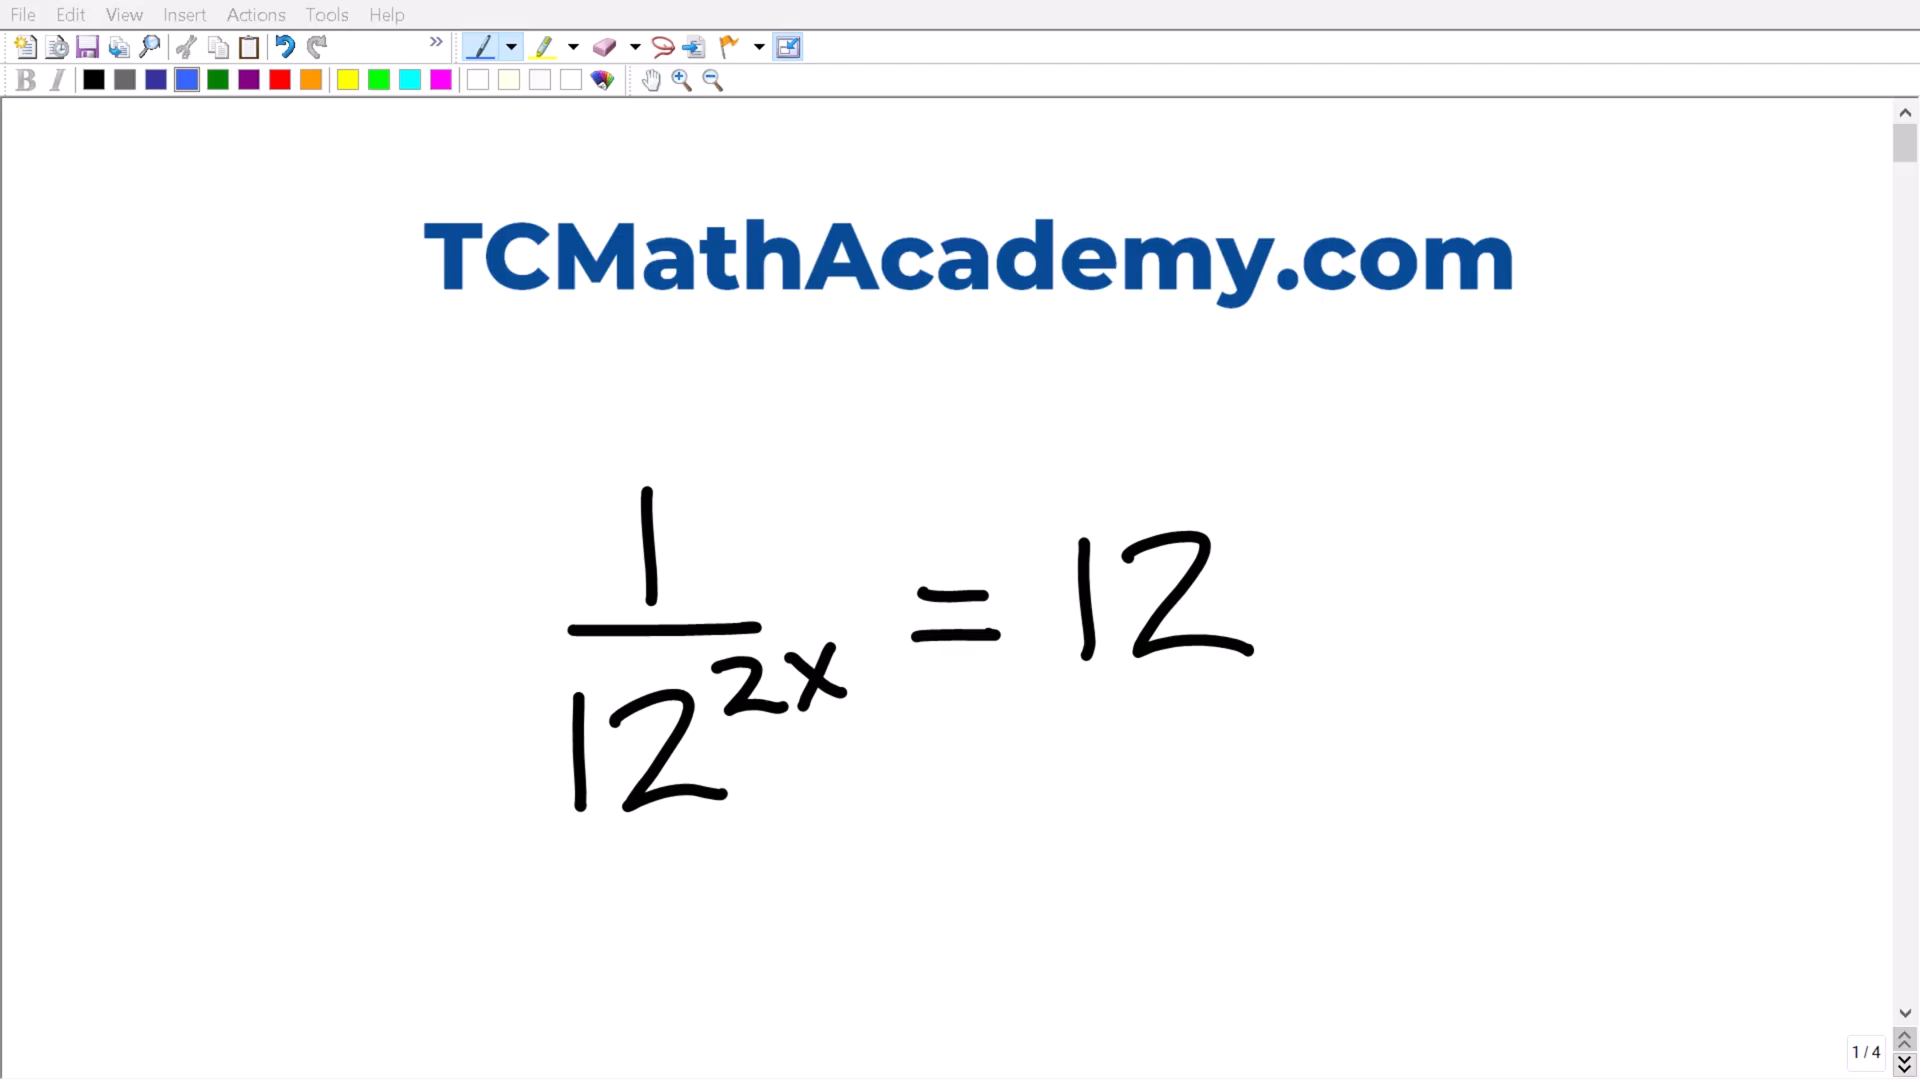 File Edit View Insert Actions Tools Help
B I
TCMathAcademy.com
1
— = 12
12^2x
1 / 4